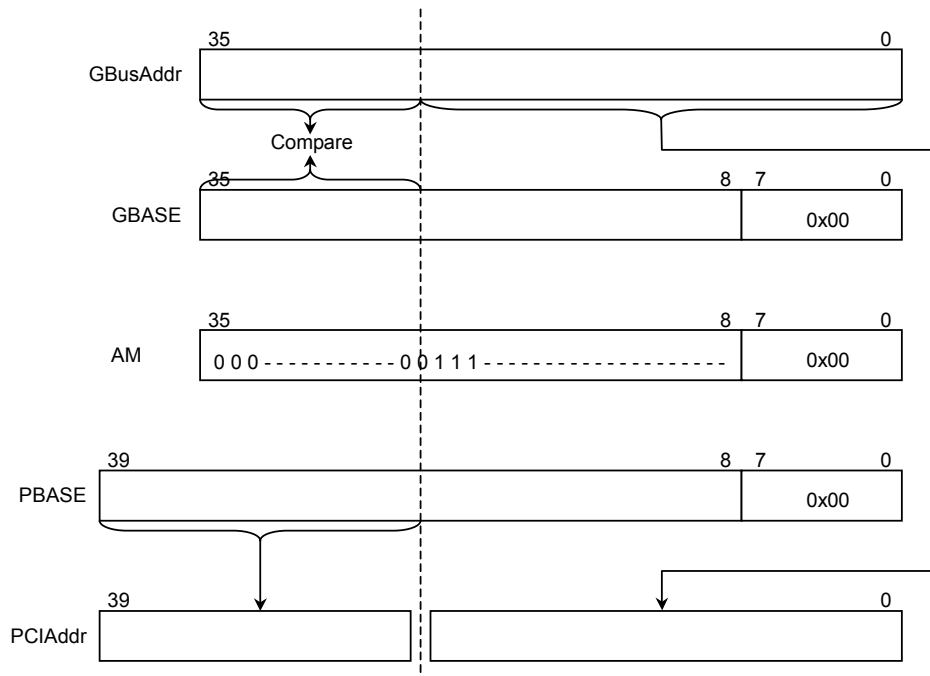 35 0
GBusAddr
Compare
35 8 7 0
GBASE 0x00
35 8 7 0
AM 0 0 0 - - - - - - - - - - - 0 0 1 1 1 - - - - - - - - - - - - - - - - - - - - - 0x00
39 8 7 0
PBASE 0x00
39 0
PCIAddr